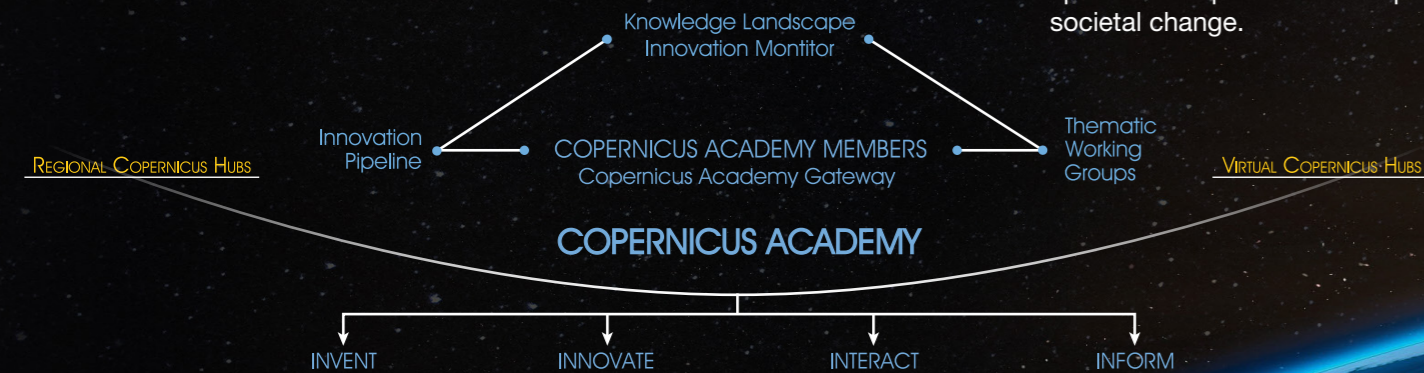 societal change.
Knowledge Landscape
Innovation Montitor
Innovation
Pipeline
COPERNICUS ACADEMY MEMBERS
Copernicus Academy Gateway
Thematic
Working
Groups
REGIONAL COPERNICUS HUBS
VIRTUAL COPERNICUS HUBS
COPERNICUS ACADEMY
INVENT
INNOVATE
INTERACT
INFORM